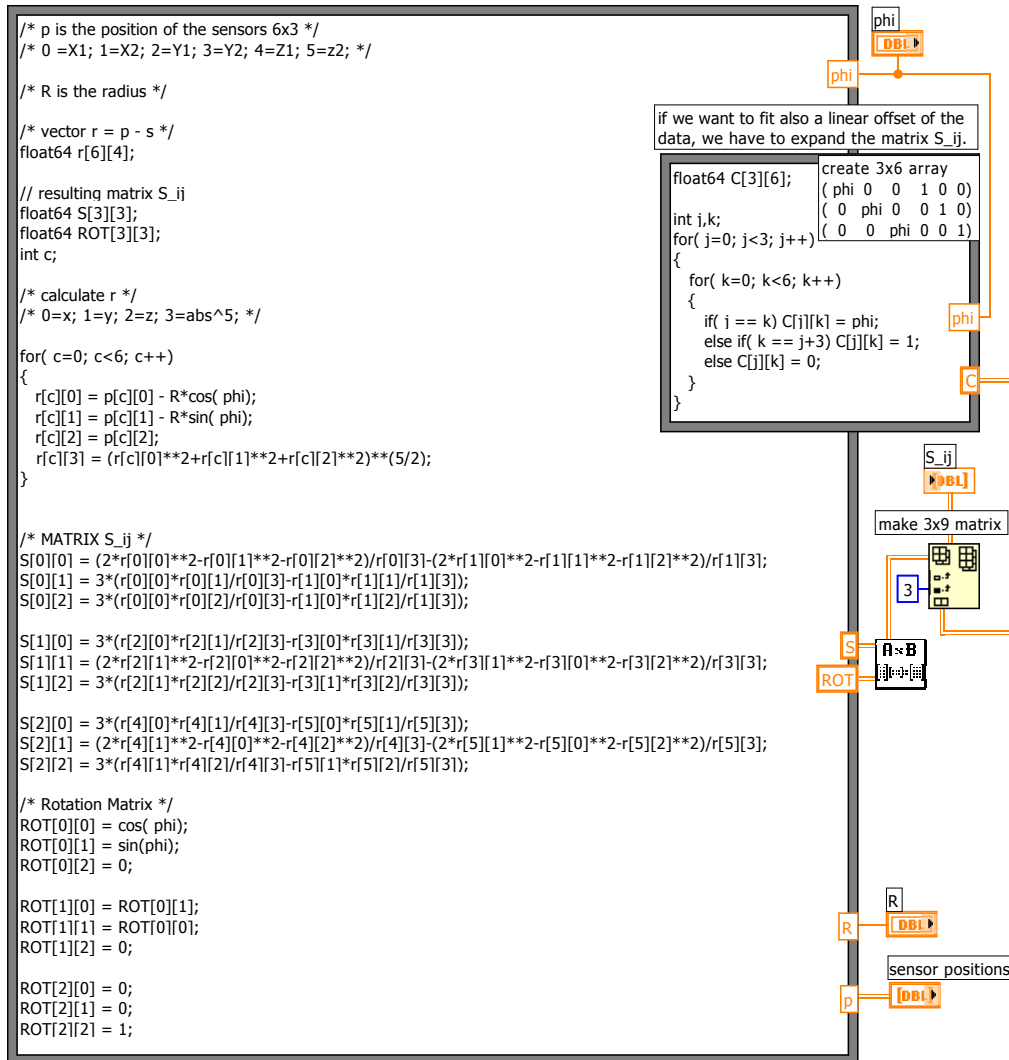 /* p is the position of the sensors 6x3 */
/* 0 =X1; 1=X2; 2=Y1; 3=Y2; 4=Z1; 5=z2; */
/* R is the radius */
/* vector r = p - s */
float64 r[6][4];
// resulting matrix S_ij
float64 S[3][3];
float64 ROT[3][3];
int c;
/* calculate r */
/* 0=x; 1=y; 2=z; 3=abs^5; */
for( c=0; c<6; c++)
{
r[c][0] = p[c][0] - R*cos( phi);
r[c][1] = p[c][1] - R*sin( phi);
r[c][2] = p[c][2];
r[c][3] = (r[c][0]**2+r[c][1]**2+r[c][2]**2)**(5/2);
}
/* MATRIX S_ij */
S[0][0] = (2*r[0][0]**2-r[0][1]**2-r[0][2]**2)/r[0][3]-(2*r[1][0]**2-r[1][1]**2-r[1][2]**2)/r[1][3];
S[0][1] = 3*(r[0][0]*r[0][1]/r[0][3]-r[1][0]*r[1][1]/r[1][3]);
S[0][2] = 3*(r[0][0]*r[0][2]/r[0][3]-r[1][0]*r[1][2]/r[1][3]);
S[1][0] = 3*(r[2][0]*r[2][1]/r[2][3]-r[3][0]*r[3][1]/r[3][3]);
S[1][1] = (2*r[2][1]**2-r[2][0]**2-r[2][2]**2)/r[2][3]-(2*r[3][1]**2-r[3][0]**2-r[3][2]**2)/r[3][3];
S[1][2] = 3*(r[2][1]*r[2][2]/r[2][3]-r[3][1]*r[3][2]/r[3][3]);
S[2][0] = 3*(r[4][0]*r[4][1]/r[4][3]-r[5][0]*r[5][1]/r[5][3]);
S[2][1] = (2*r[4][1]**2-r[4][0]**2-r[4][2]**2)/r[4][3]-(2*r[5][1]**2-r[5][0]**2-r[5][2]**2)/r[5][3];
S[2][2] = 3*(r[4][1]*r[4][2]/r[4][3]-r[5][1]*r[5][2]/r[5][3]);
/* Rotation Matrix */
ROT[0][0] = cos( phi);
ROT[0][1] = sin(phi);
ROT[0][2] = 0;
ROT[1][0] = ROT[0][1];
ROT[1][1] = ROT[0][0];
ROT[1][2] = 0;
ROT[2][0] = 0;
ROT[2][1] = 0;
ROT[2][2] = 1;
phi
DBL
phi
if we want to fit also a linear offset of the
data, we have to expand the matrix S_ij.
create 3x6 array
( phi 0 0 1 0 0)
( 0 phi 0 0 1 0)
( 0 0 phi 0 0 1)
float64 C[3][6];
int j,k;
for( j=0; j<3; j++)
{
for( k=0; k<6; k++)
{
if( j == k) C[j][k] = phi;
else if( k == j+3) C[j][k] = 1;
else C[j][k] = 0;
}
}
phi
C
S_ij
DBL]
make 3x9 matrix
3
S
A×B
ROT
R
R
DBL
sensor positions
p
[DBL]